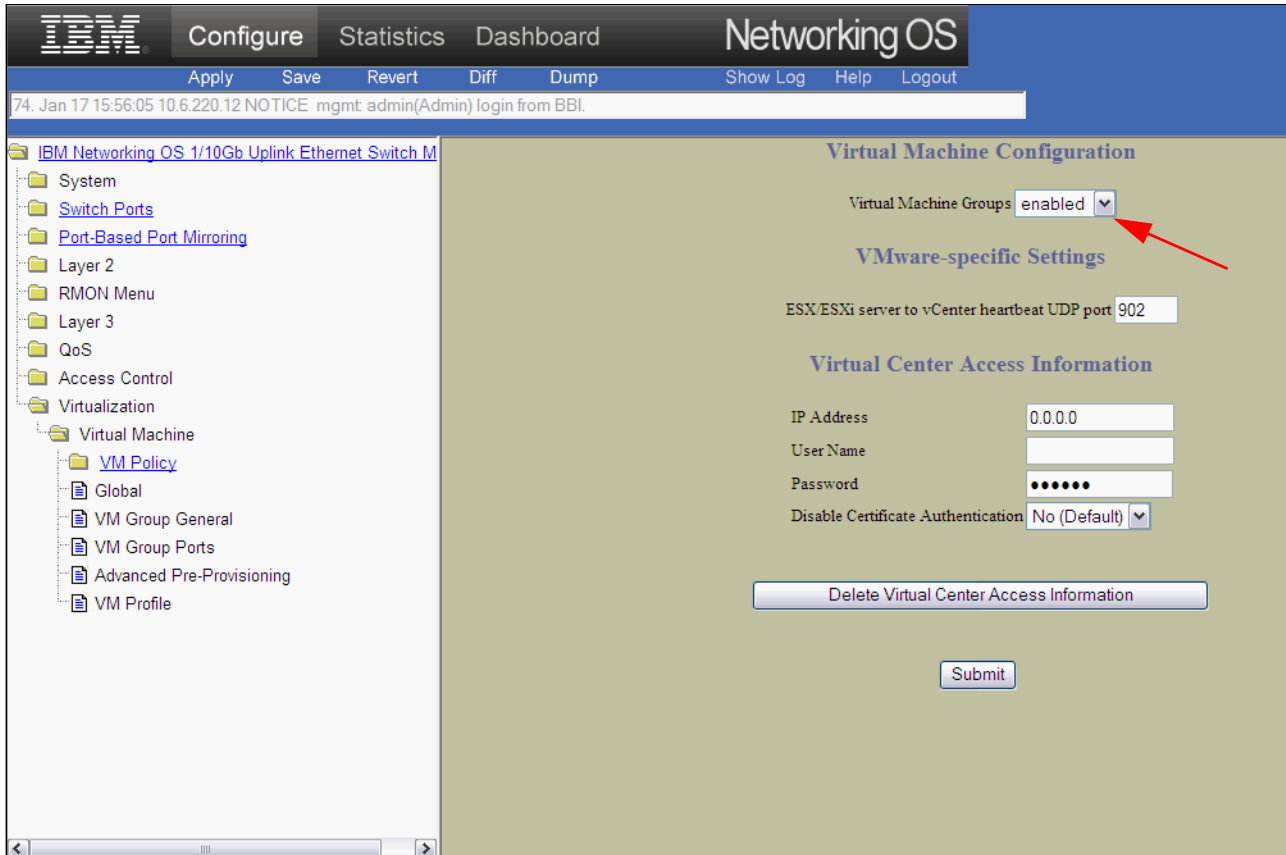 IBM
Configure Statistics Dashboard Networking OS
Apply Save Revert Diff Dump Show Log Help Logout
74. Jan 17 15:56:05 10.6.220.12 NOTICE mgmt: admin(Admin) login from BBI.
IBM Networking OS 1/10Gb Uplink Ethernet Switch M
System
Switch Ports
Port-Based Port Mirroring
Layer 2
RMON Menu
Layer 3
QoS
Access Control
Virtualization
Virtual Machine
VM Policy
Global
VM Group General
VM Group Ports
Advanced Pre-Provisioning
VM Profile
Virtual Machine Configuration
Virtual Machine Groups enabled
VMware-specific Settings
ESX/ESXi server to vCenter heartbeat UDP port 902
Virtual Center Access Information
IP Address 0.0.0.0
User Name
Password ••••••
Disable Certificate Authentication No (Default)
Delete Virtual Center Access Information
Submit